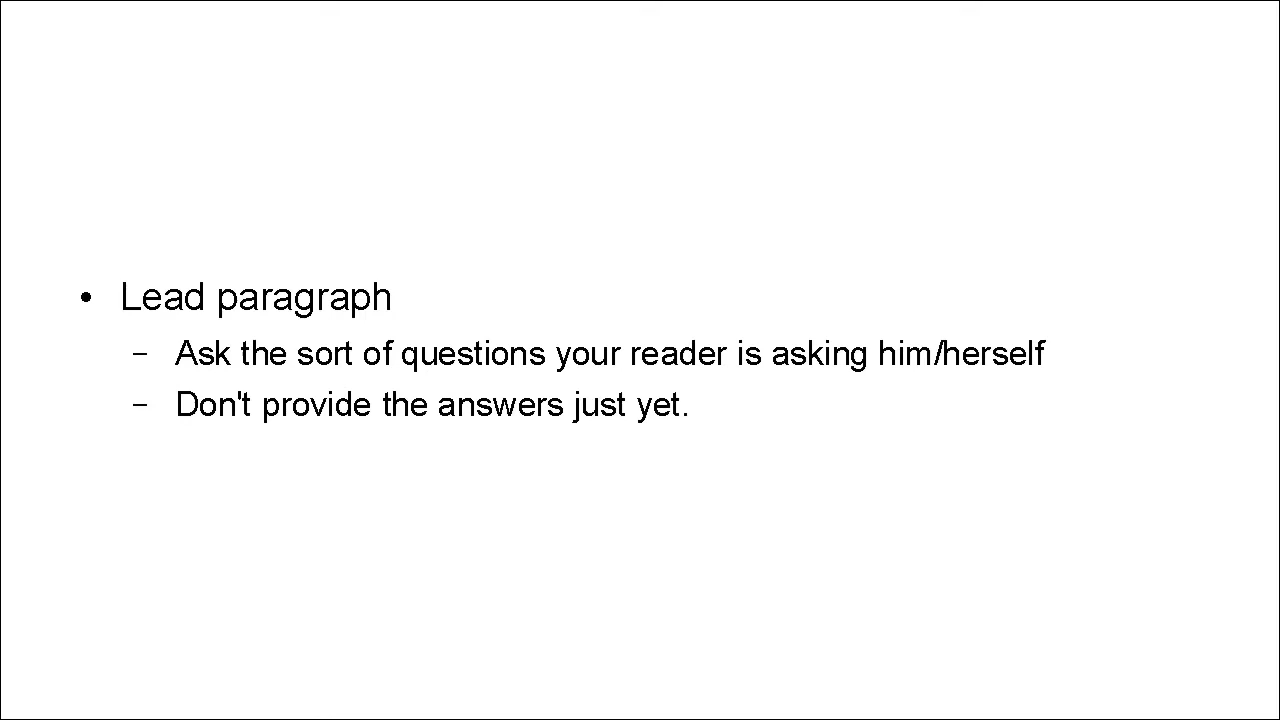 • Lead paragraph
– Ask the sort of questions your reader is asking him/herself
– Don't provide the answers just yet.